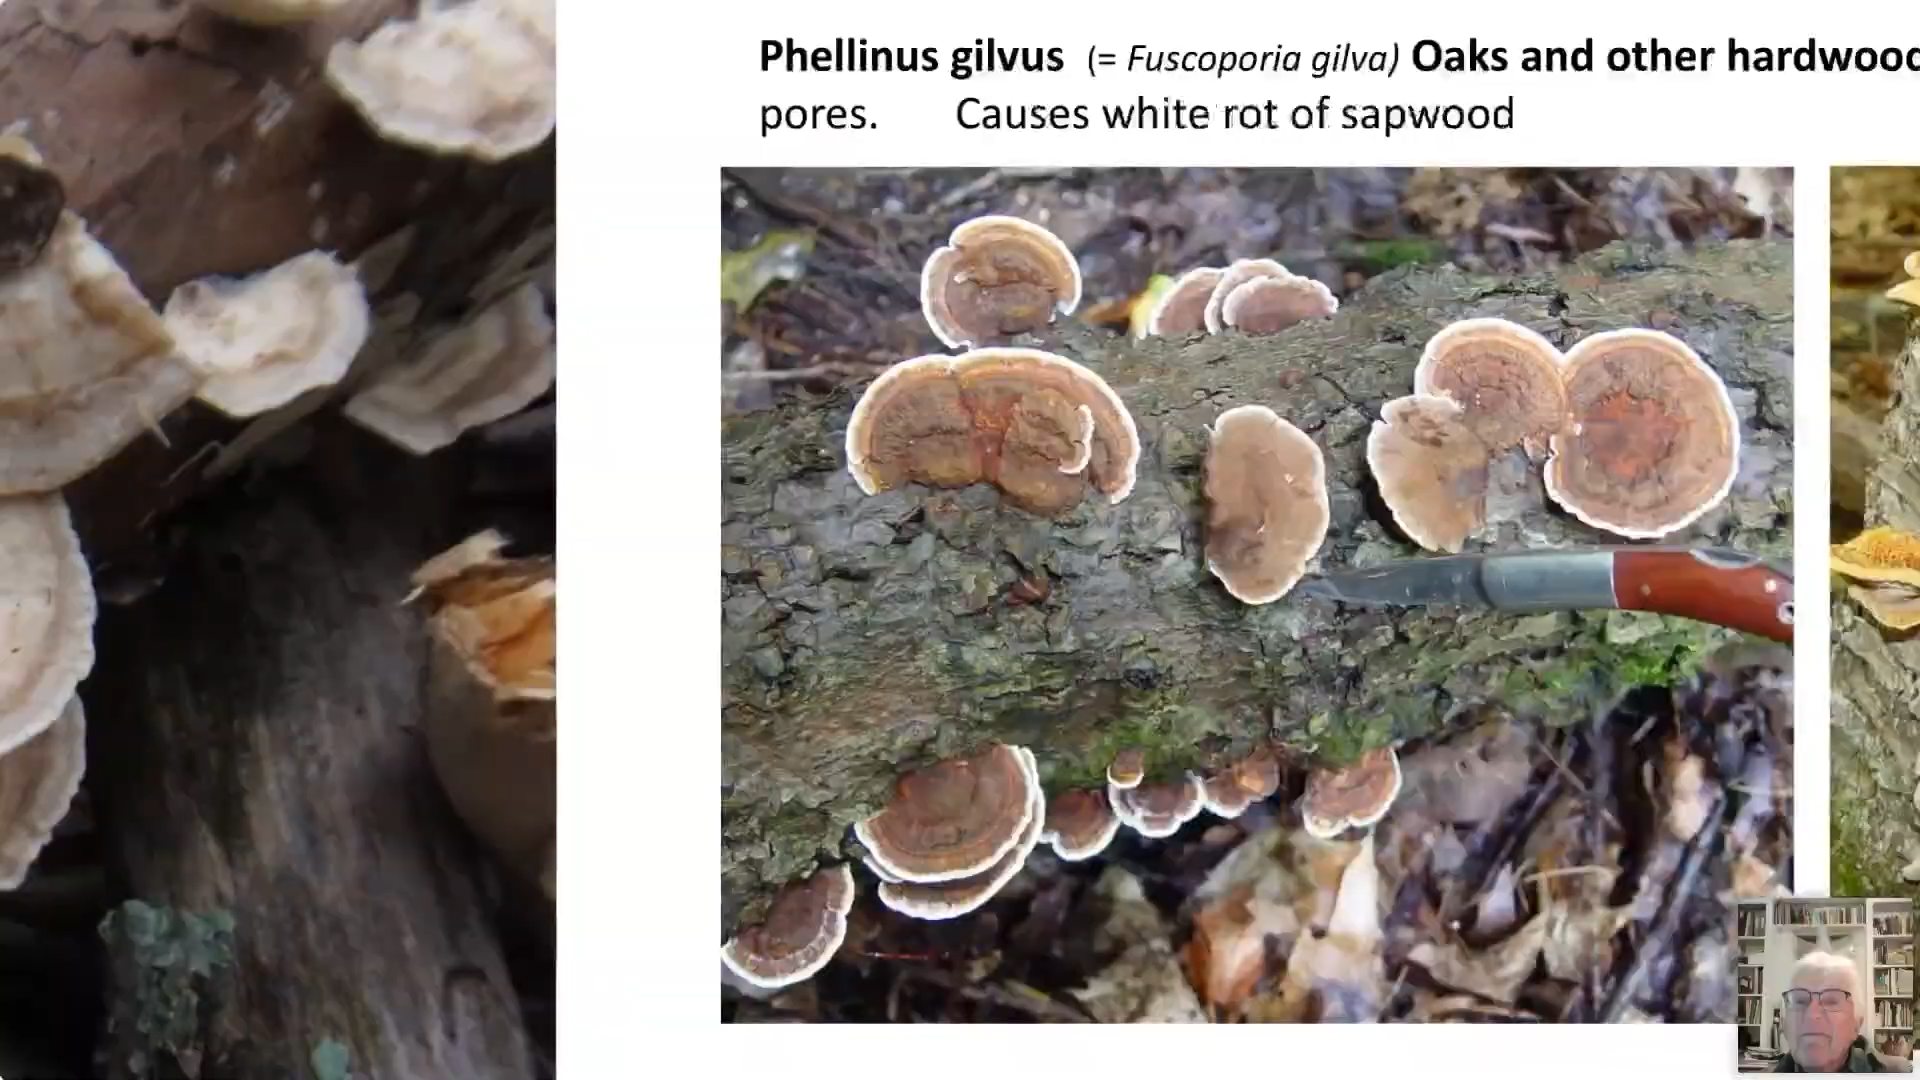 Phellinus gilvus (= Fuscoporia gilva) Oaks and other hardwood
pores. Causes white rot of sapwood